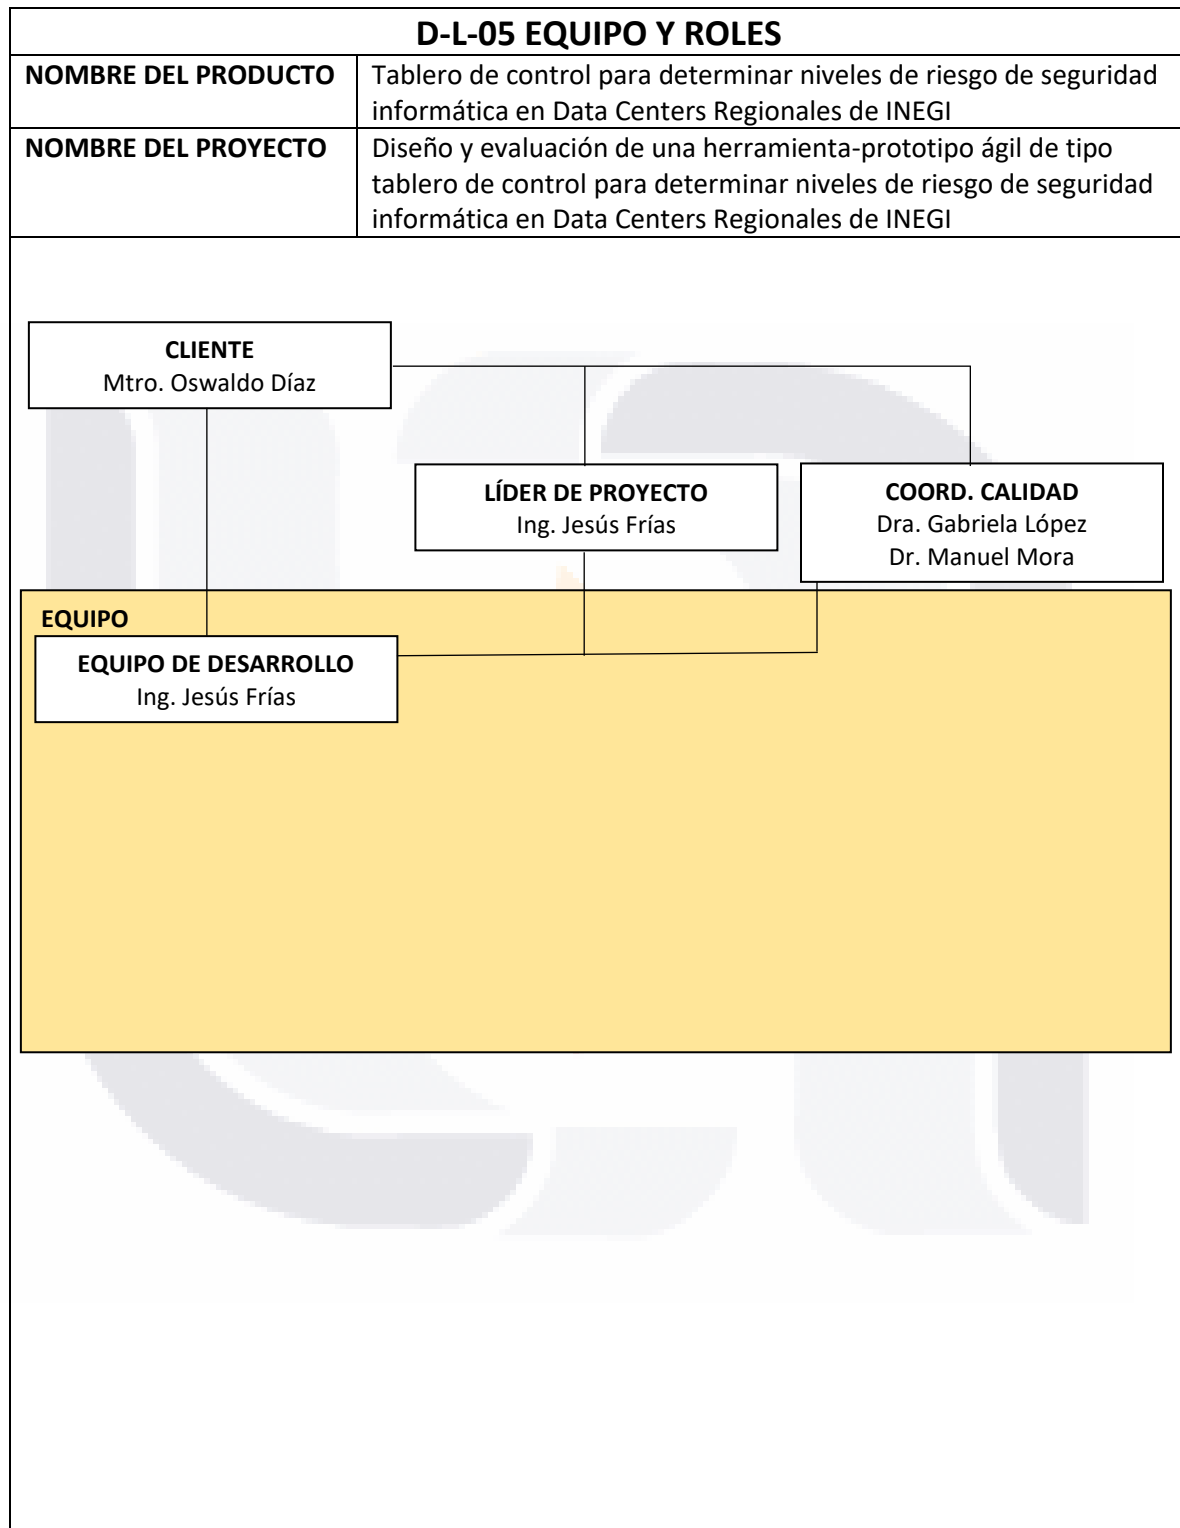 D-L-05 EQUIPO Y ROLES
NOMBRE DEL PRODUCTO
Tablero de control para determinar niveles de riesgo de seguridad
informática en Data Centers Regionales de INEGI
NOMBRE DEL PROYECTO
Diseño y evaluación de una herramienta-prototipo ágil de tipo
tablero de control para determinar niveles de riesgo de seguridad
informática en Data Centers Regionales de INEGI
CLIENTE
Mtro. Oswaldo Díaz
LÍDER DE PROYECTO
Ing. Jesús Frías
COORD. CALIDAD
Dra. Gabriela López
Dr. Manuel Mora
EQUIPO
EQUIPO DE DESARROLLO
Ing. Jesús Frías